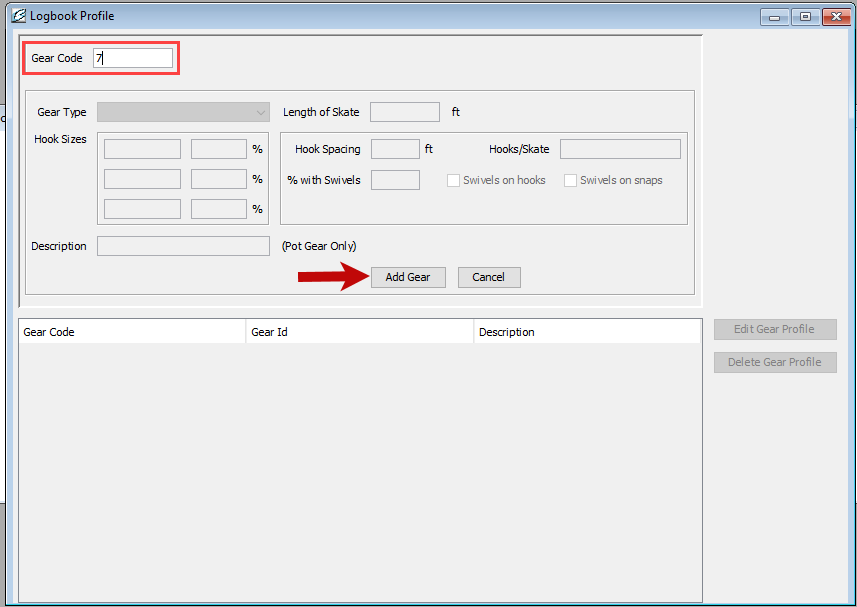 Logbook Profile
Gear Code 7
Gear Type Length of Skate ft
Hook Sizes % Hook Spacing ft Hooks/Skate
% % with Swivels Swivels on hooks Swivels on snaps
%
Description (Pot Gear Only)
Add Gear Cancel
Gear Code Gear Id Description
Edit Gear Profile
Delete Gear Profile